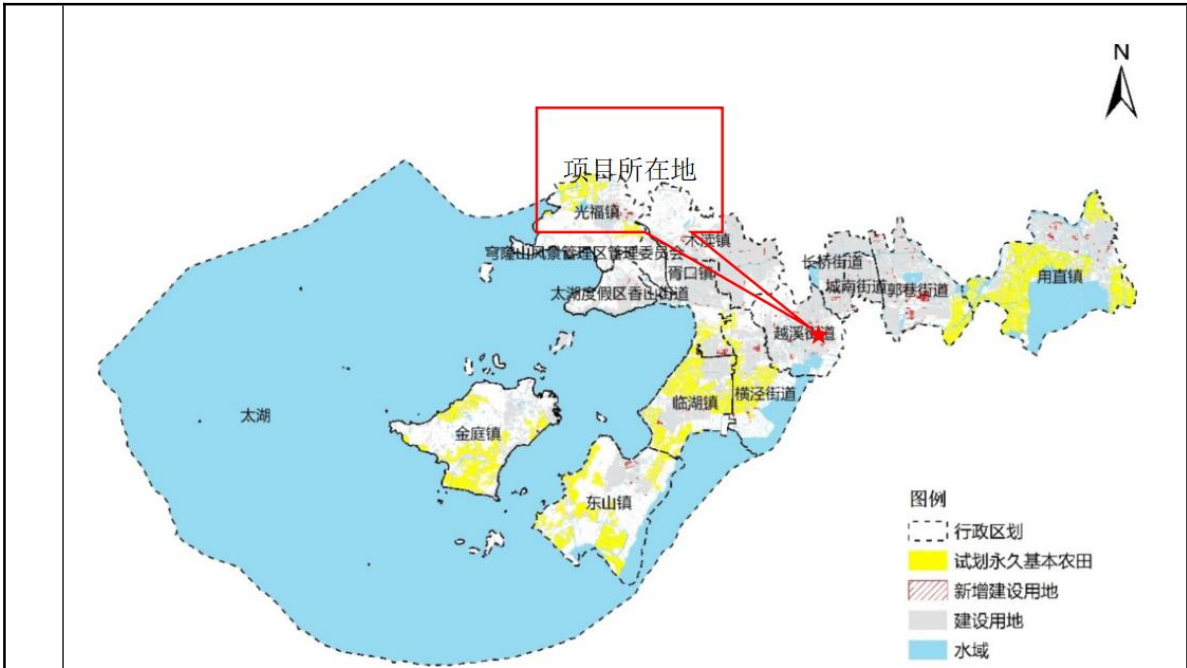 N
项目所在地
光福镇
木渎镇
穹窿山风景管理区管理委员会
胥口镇
长桥街道
太湖度假区香山街道
城南街道
郭巷街道
甪直镇
越溪街道
太湖
临湖镇
横泾街道
金庭镇
东山镇
图例
行政区划
试划永久基本农田
新增建设用地
建设用地
水域